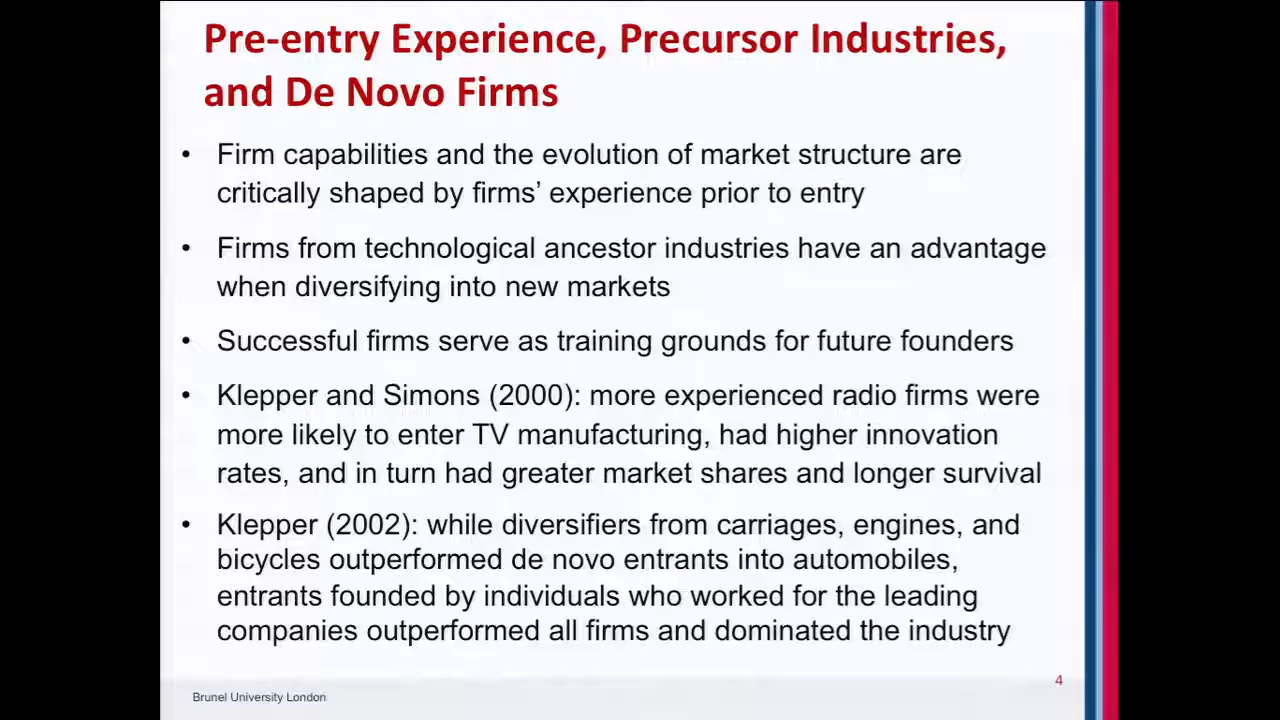 Pre-entry Experience, Precursor Industries,
and De Novo Firms
• Firm capabilities and the evolution of market structure are
critically shaped by firms’ experience prior to entry
• Firms from technological ancestor industries have an advantage
when diversifying into new markets
• Successful firms serve as training grounds for future founders
• Klepper and Simons (2000): more experienced radio firms were
more likely to enter TV manufacturing, had higher innovation
rates, and in turn had greater market shares and longer survival
• Klepper (2002): while diversifiers from carriages, engines, and
bicycles outperformed de novo entrants into automobiles,
entrants founded by individuals who worked for the leading
companies outperformed all firms and dominated the industry
4
Brunel University London